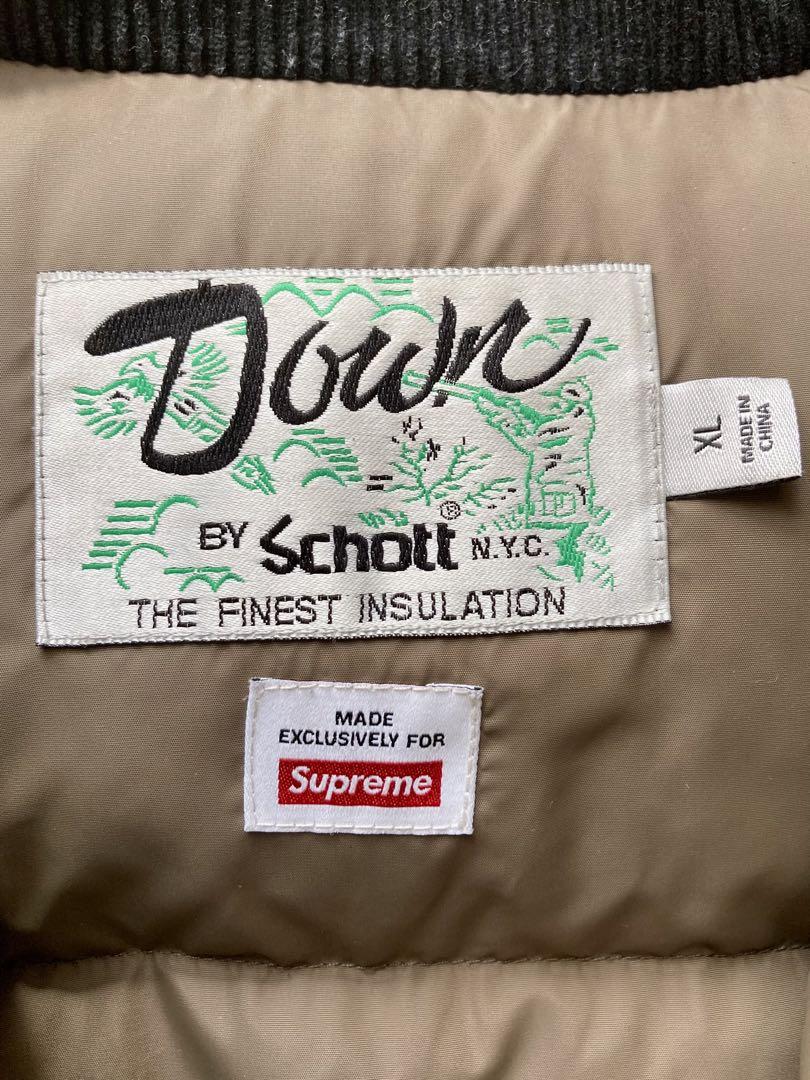 Down
BY Schott® N.Y.C.
THE FINEST INSULATION
XL
MADE IN
CHINA
MADE
EXCLUSIVELY FOR
Supreme